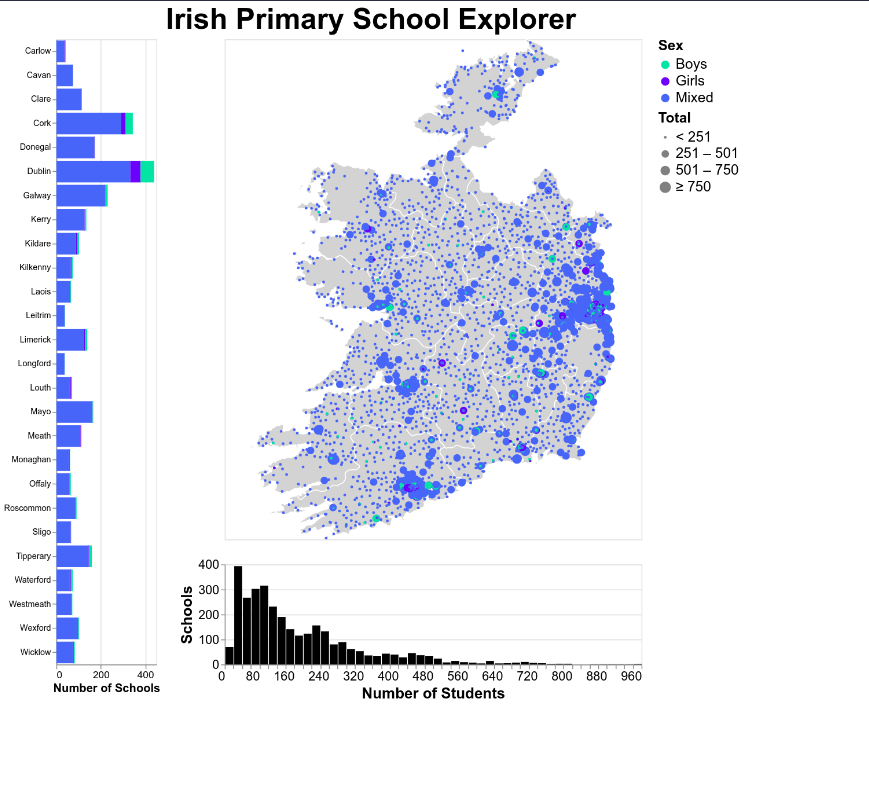 Irish Primary School Explorer
Carlow
Cavan
Clare
Cork
Donegal
Dublin
Galway
Kerry
Kildare
Kilkenny
Laois
Leitrim
Limerick
Longford
Louth
Mayo
Meath
Monaghan
Offaly
Roscommon
Sligo
Tipperary
Waterford
Westmeath
Wexford
Wicklow
0 200 400
Number of Schools
Sex
Boys
Girls
Mixed
Total
< 251
251 – 501
501 – 750
≥ 750
Schools
400
300
200
100
0
0 80 160 240 320 400 480 560 640 720 800 880 960
Number of Students